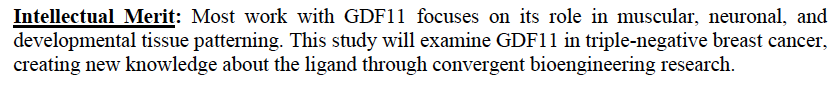 Intellectual Merit: Most work with GDF11 focuses on its role in muscular, neuronal, and
developmental tissue patterning. This study will examine GDF11 in triple-negative breast cancer,
creating new knowledge about the ligand through convergent bioengineering research.